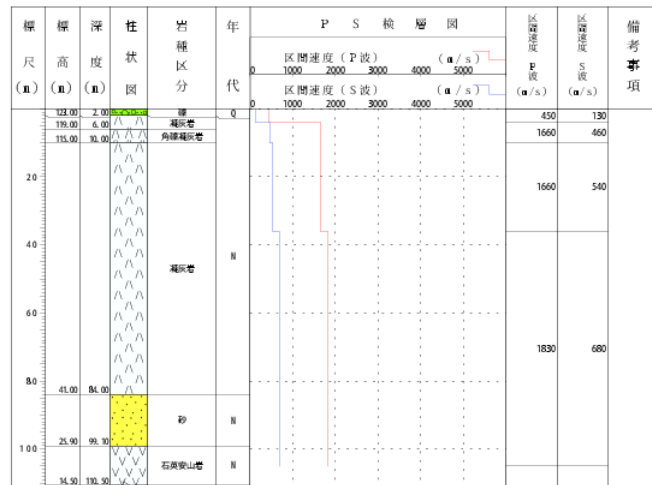 標尺(m) 標高(m) 深度(m) 柱状図 岩種区分 年代 PS検層図 区間速度 P波 (m/s) 区間速度 S波 (m/s) 備考事項
区間速度(P波) (m/s)
0 1000 2000 3000 4000 5000
区間速度(S波) (m/s)
0 1000 2000 3000 4000 5000
123.00 2.00 礫 Q 450 130
119.00 6.00 凝灰岩 1660 460
115.00 10.00 角礫凝灰岩
20 1660 540
40 凝灰岩 N
60 1830 680
80 41.00 84.00
砂 N
100 25.90 99.10
石英安山岩 N
14.50 110.50